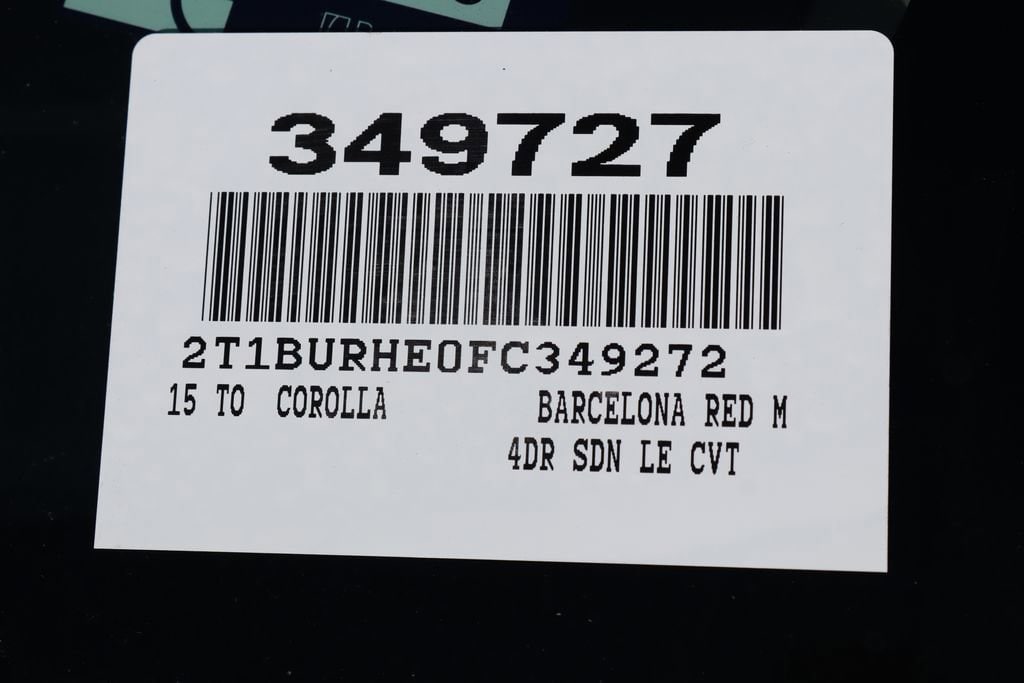 349727
2T1BURHE0FC349272
15 TO COROLLA BARCELONA RED M
4DR SDN LE CVT